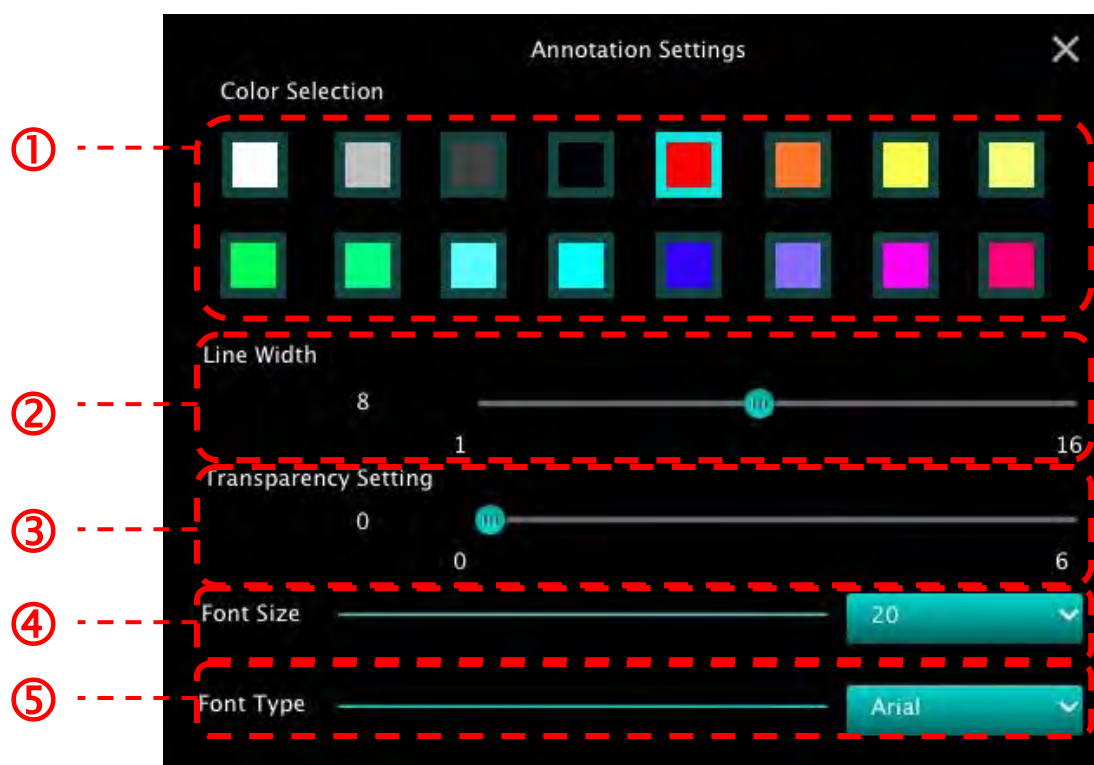 Annotation Settings
Color Selection
①
Line Width
② 8
1 16
Transparency Setting
③ 0
0 6
④ Font Size 20
⑤ Font Type Arial